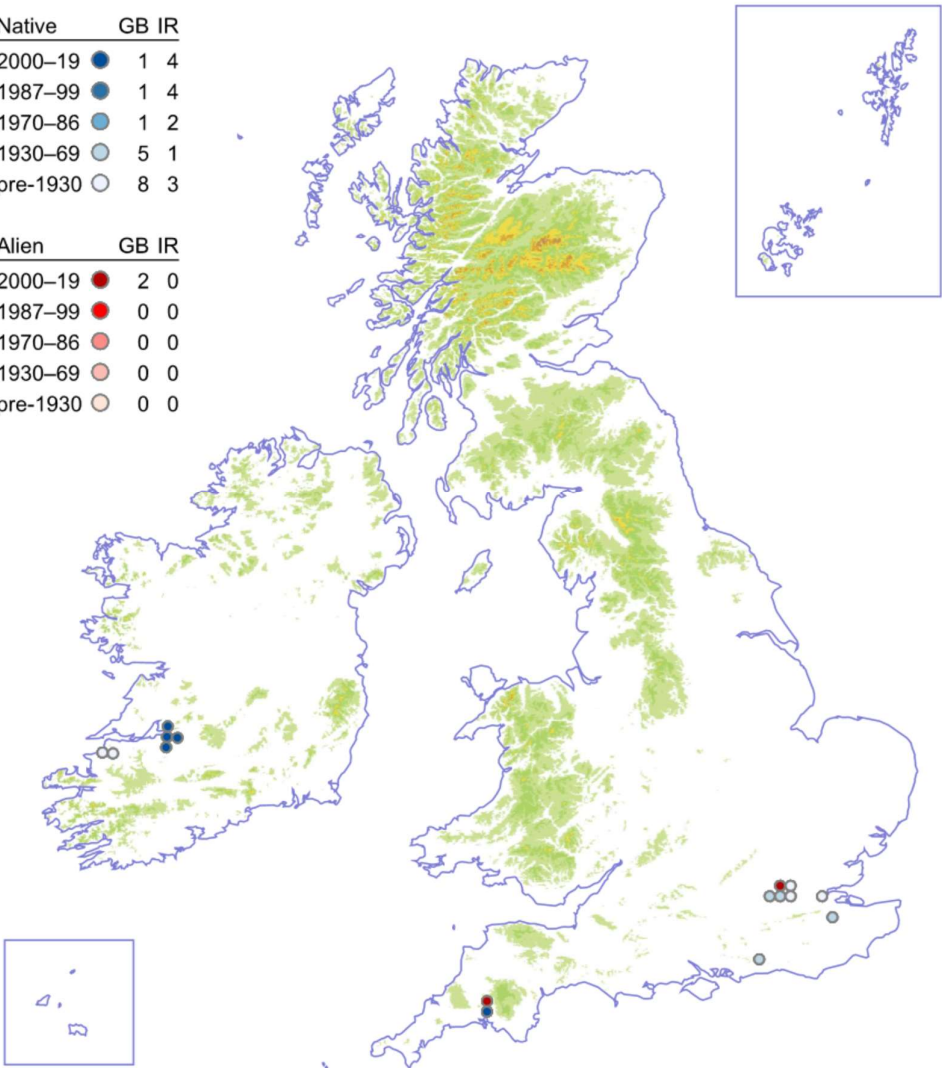 Native GB IR
2000–19 1 4
1987–99 1 4
1970–86 1 2
1930–69 5 1
pre-1930 8 3
Alien GB IR
2000–19 2 0
1987–99 0 0
1970–86 0 0
1930–69 0 0
pre-1930 0 0